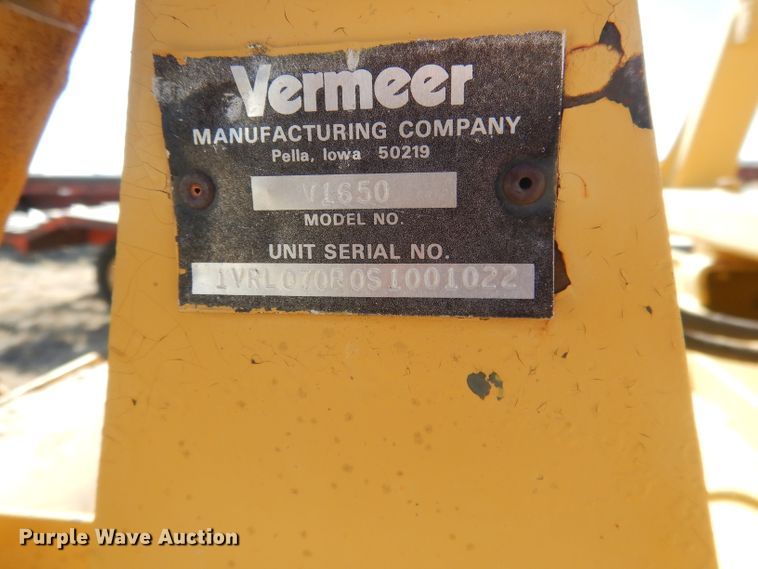 Vermeer
MANUFACTURING COMPANY
Pella, Iowa 50219
V1650
MODEL NO.
UNIT SERIAL NO.
1VRL070R0S1001022
Purple Wave Auction